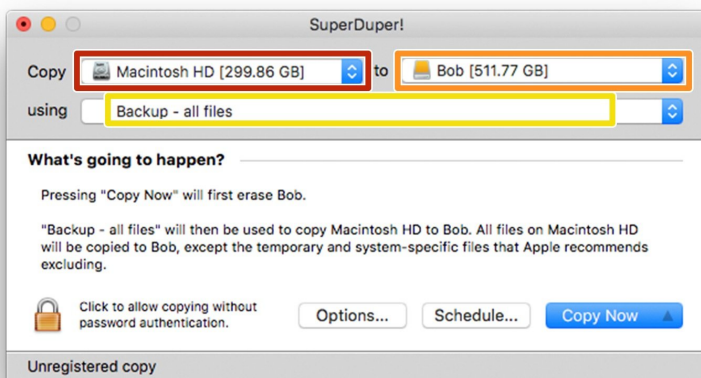 SuperDuper!
Copy Macintosh HD [299.86 GB] to Bob [511.77 GB]
using Backup - all files
What's going to happen?
Pressing "Copy Now" will first erase Bob.
"Backup - all files" will then be used to copy Macintosh HD to Bob. All files on Macintosh HD
will be copied to Bob, except the temporary and system-specific files that Apple recommends
excluding.
Click to allow copying without
password authentication.
Options... Schedule... Copy Now
Unregistered copy